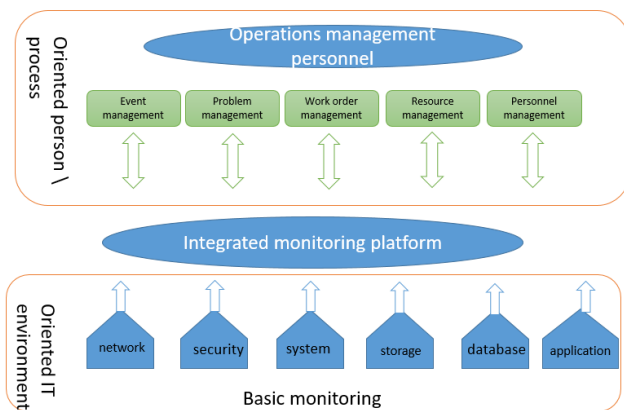 Oriented person \
process
Operations management
personnel
Event
management
Problem
management
Work order
management
Resource
management
Personnel
management
Integrated monitoring platform
Oriented IT
environment
network
security
system
storage
database
application
Basic monitoring